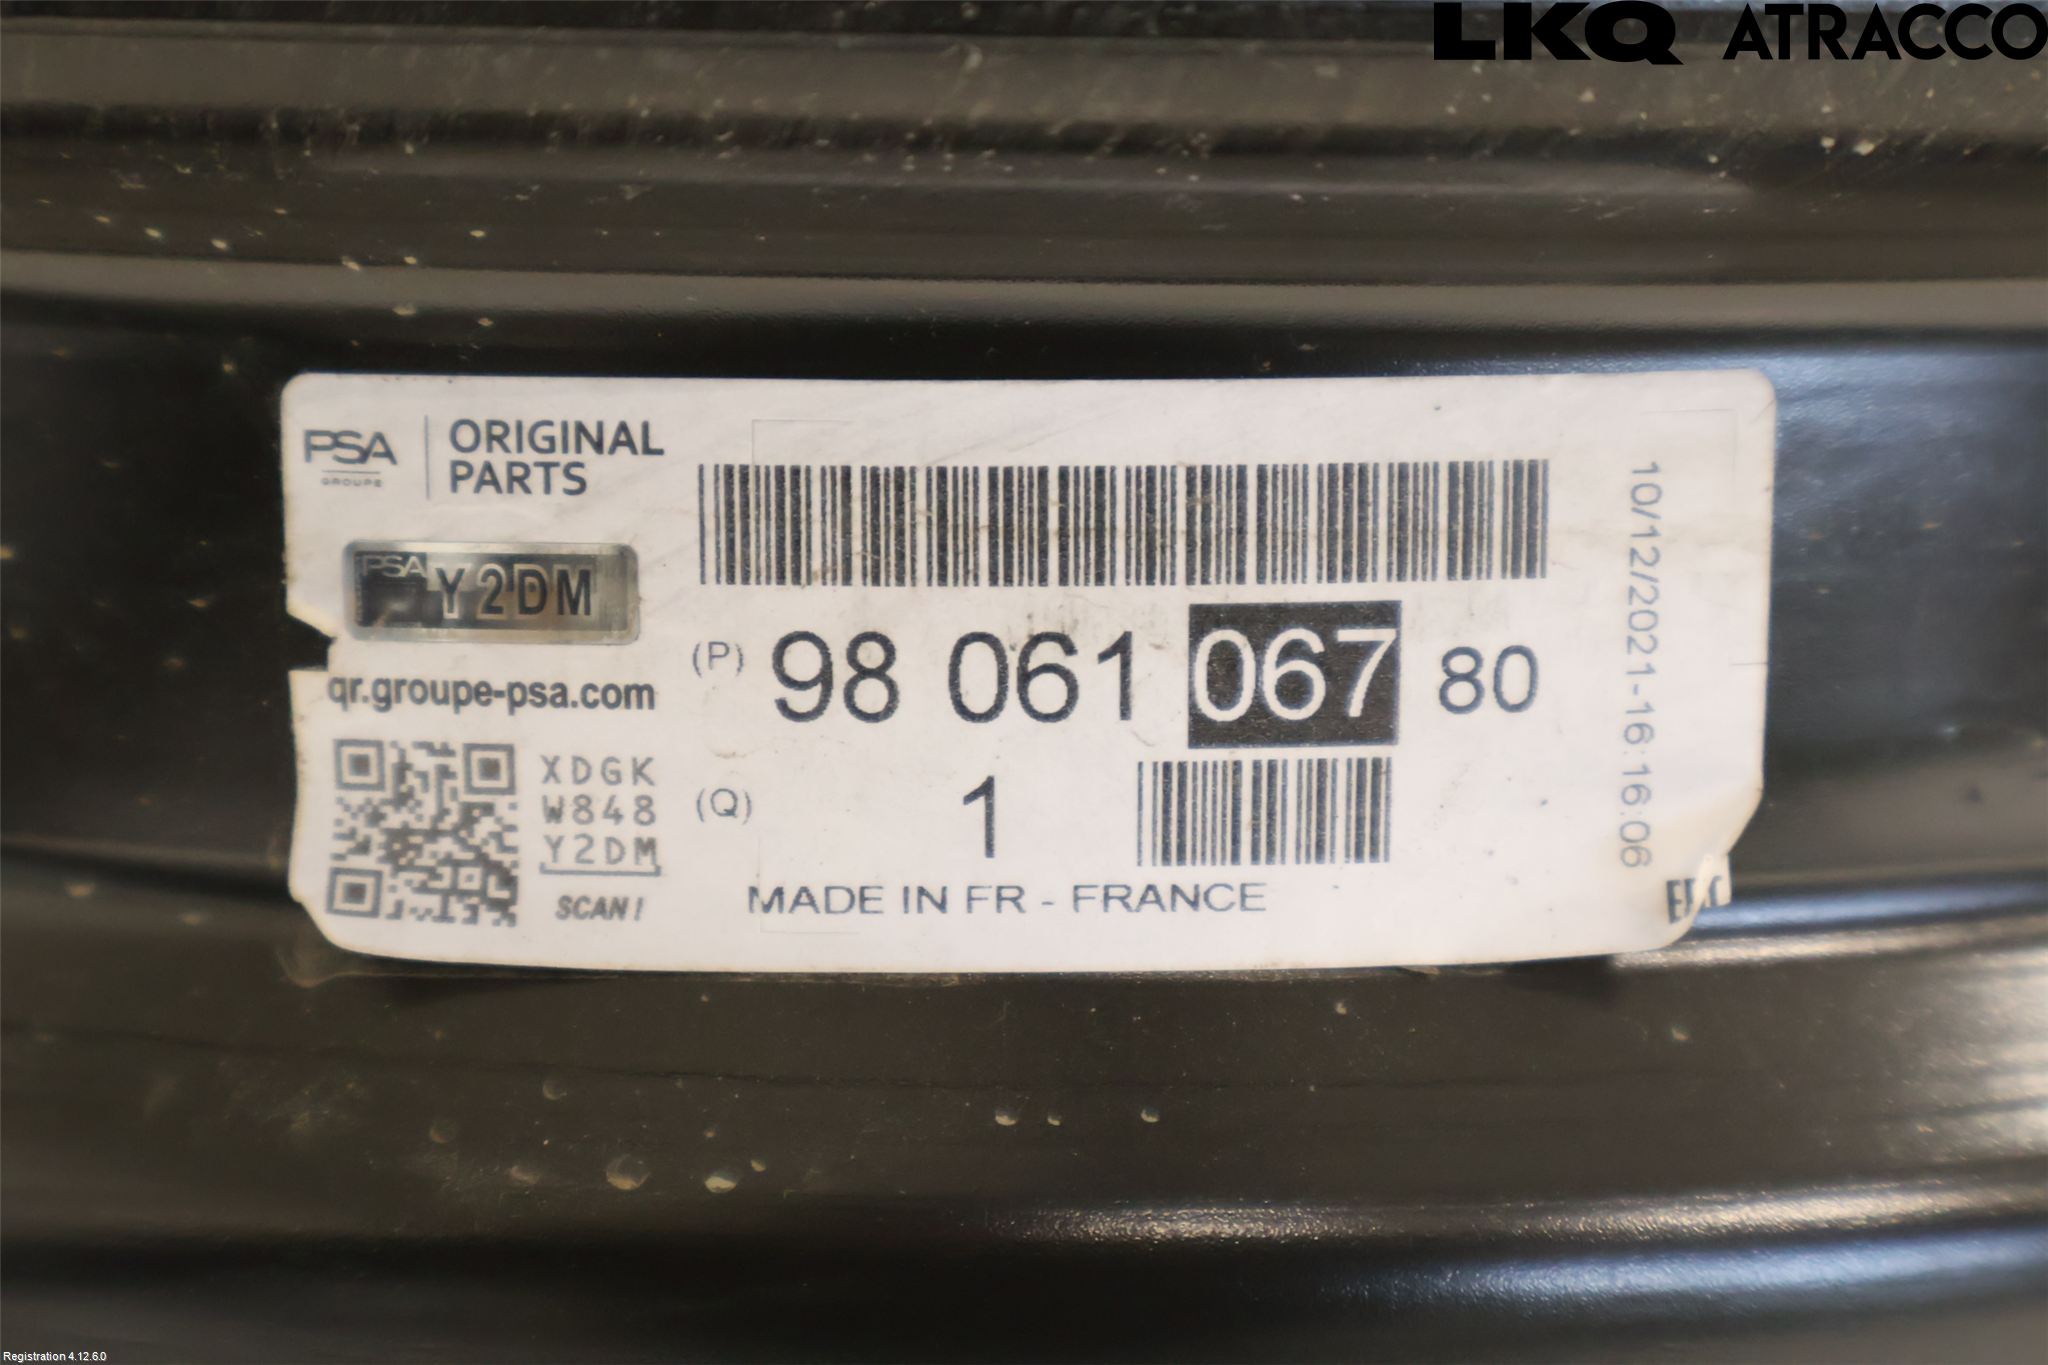 LKQ ATRACCO
PSA
GROUPE
ORIGINAL
PARTS
PSA Y2DM
qr.groupe-psa.com
XDGK
W848
Y2DM
SCAN!
(P) 98 061 067 80
(Q) 1
MADE IN FR - FRANCE
10/12/2021-16:16:06
Registration 4.12.6.0